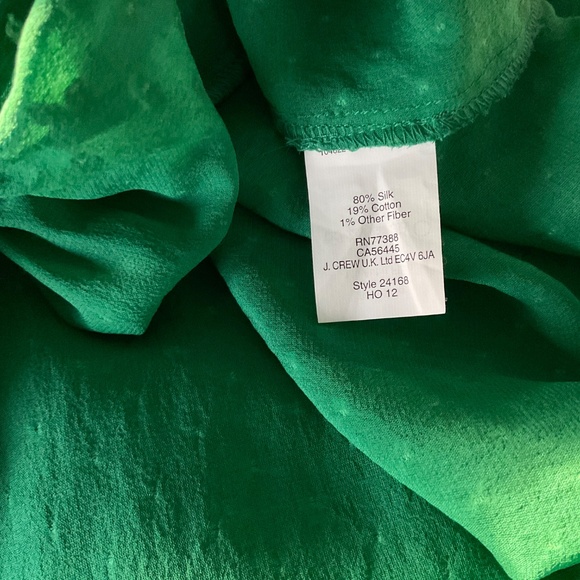 80% Silk
19% Cotton
1% Other Fiber
RN77388
CA56445
J. CREW U.K. Ltd EC4V 6JA
Style 24168
HO 12